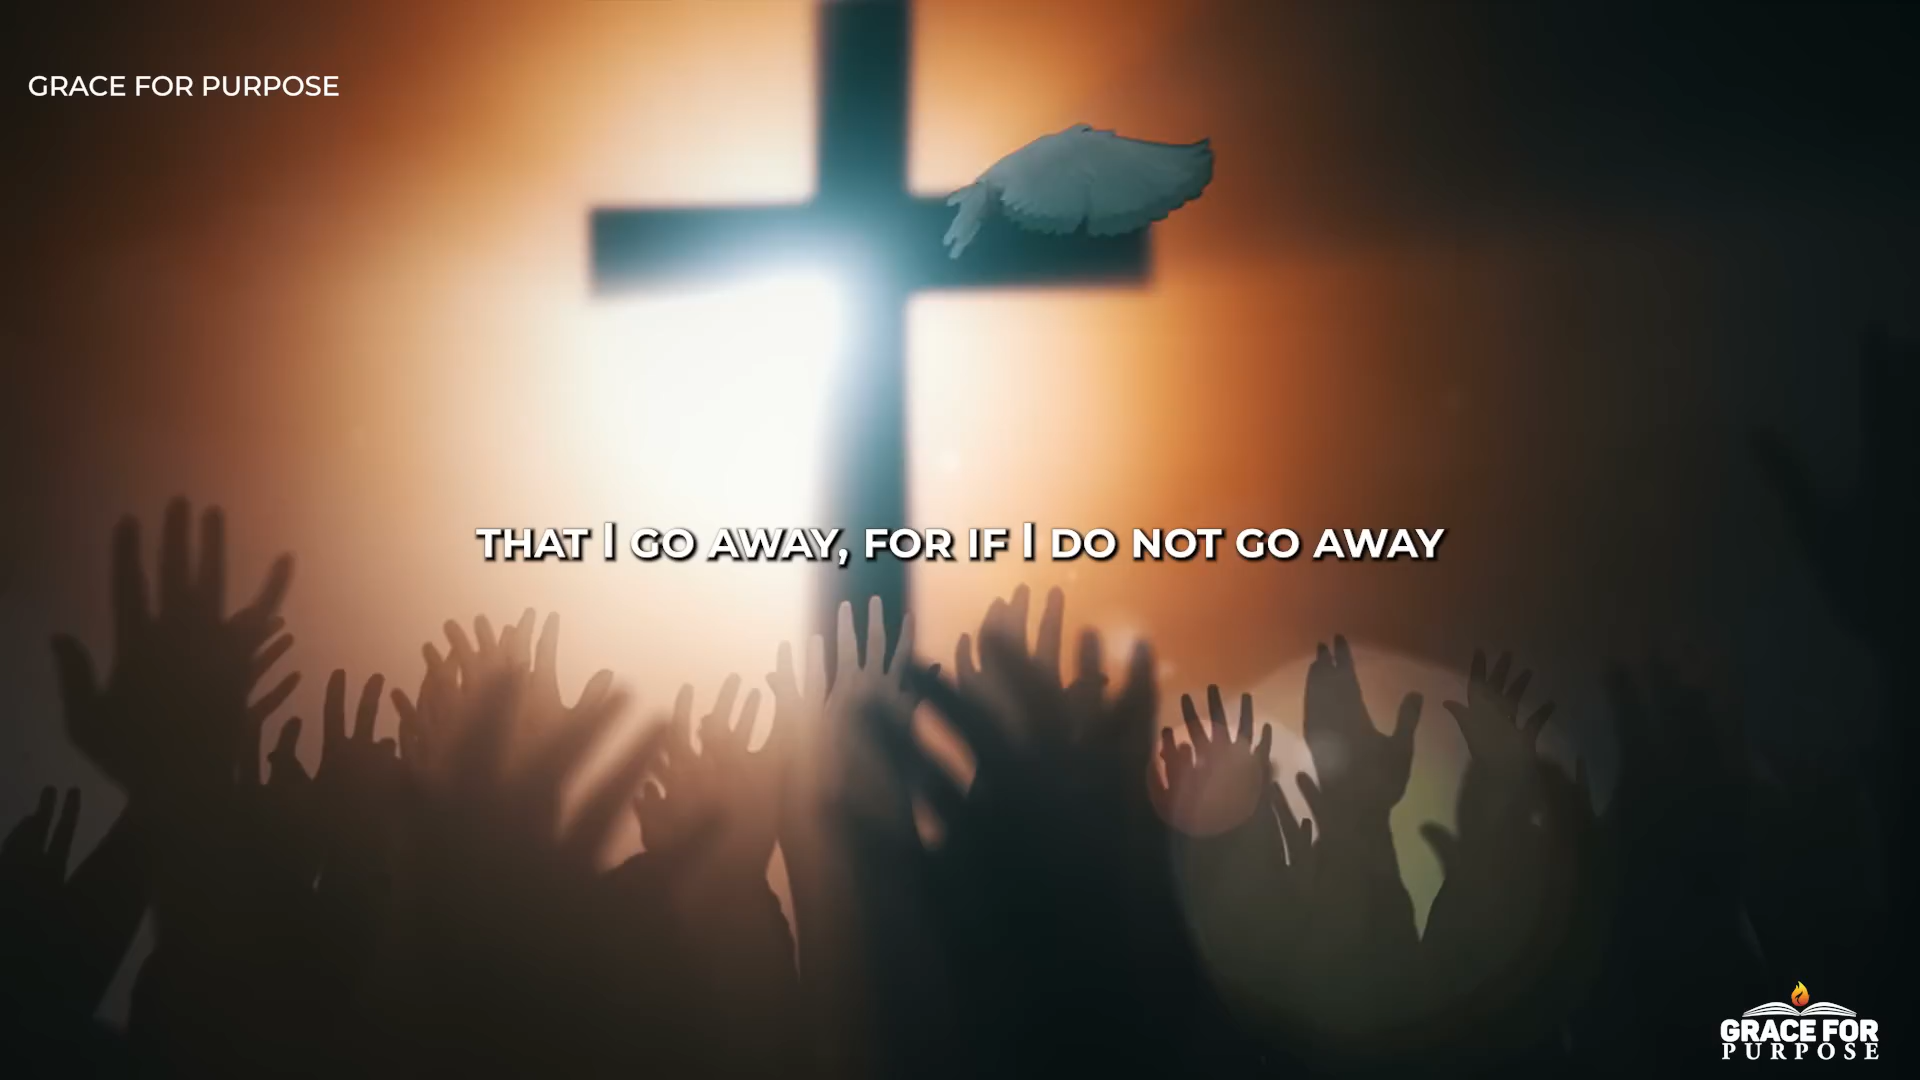 GRACE FOR PURPOSE
THAT I GO AWAY, FOR IF I DO NOT GO AWAY
GRACE FOR
PURPOSE